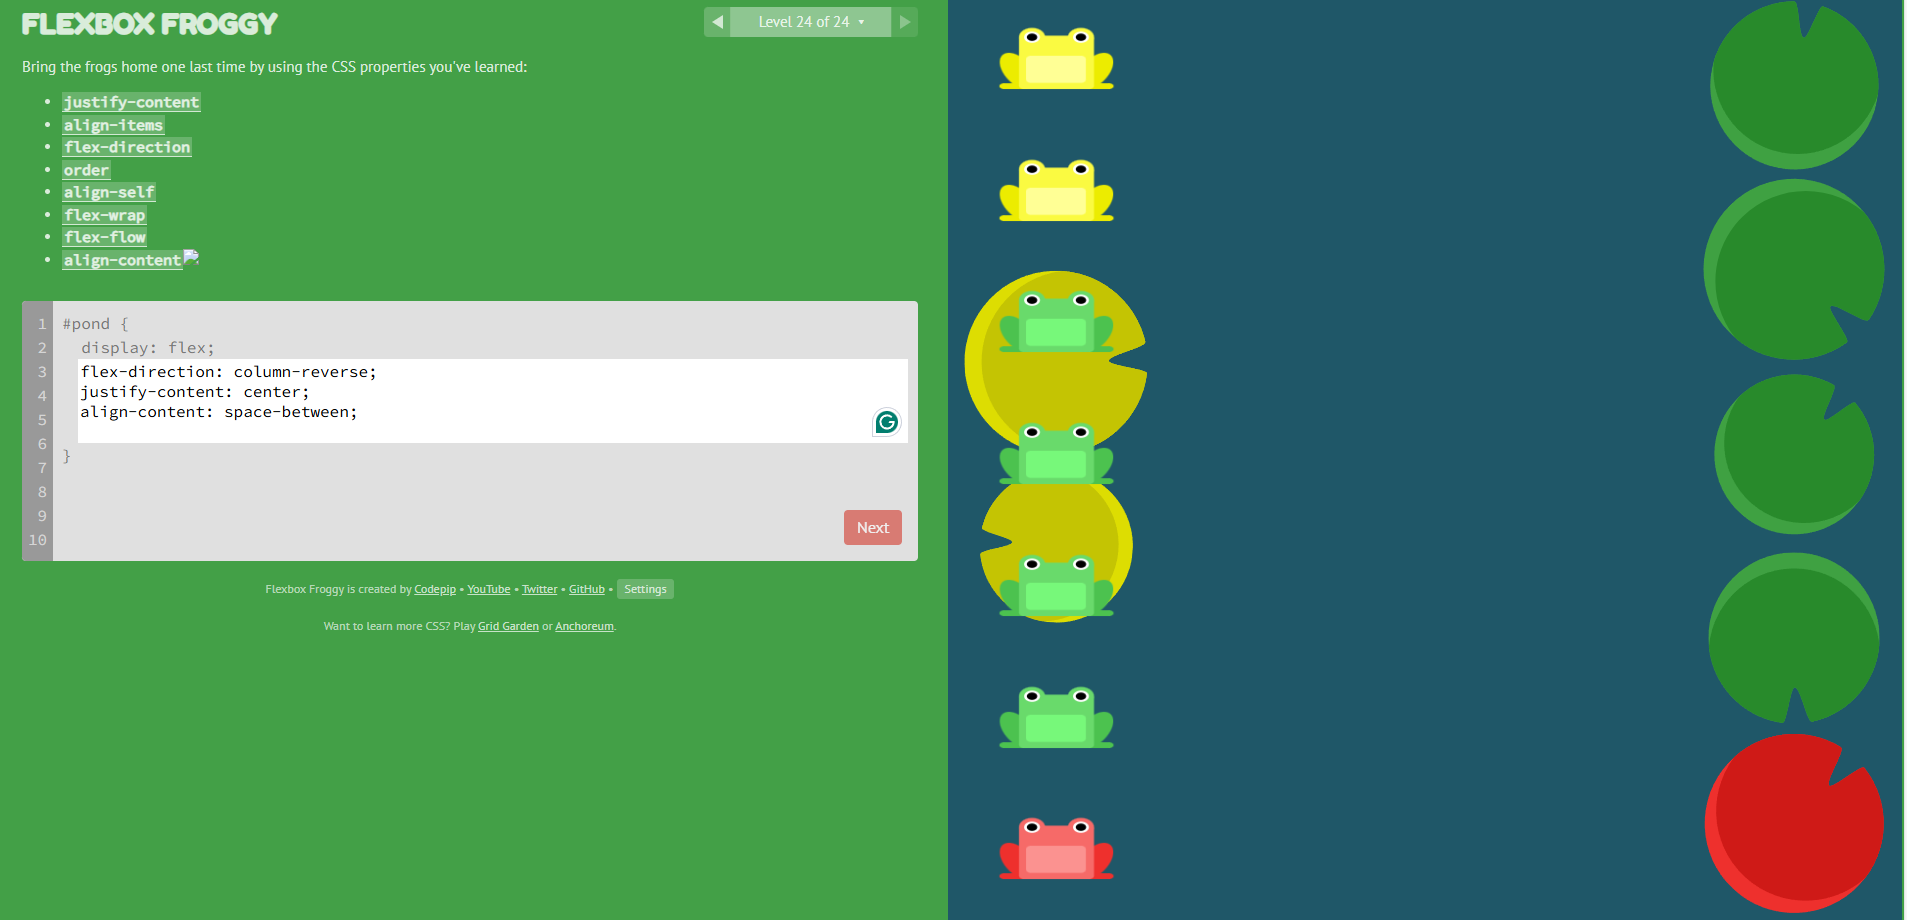 FLEXBOX FROGGY
Level 24 of 24
Bring the frogs home one last time by using the CSS properties you've learned:
• justify-content
• align-items
• flex-direction
• order
• align-self
• flex-wrap
• flex-flow
• align-content
1 #pond {
2 display: flex;
3 flex-direction: column-reverse;
4 justify-content: center;
5 align-content: space-between;
6
7 }
8
9
10
Next
Flexbox Froggy is created by Codepip • YouTube • Twitter • GitHub • Settings
Want to learn more CSS? Play Grid Garden or Anchoreum.